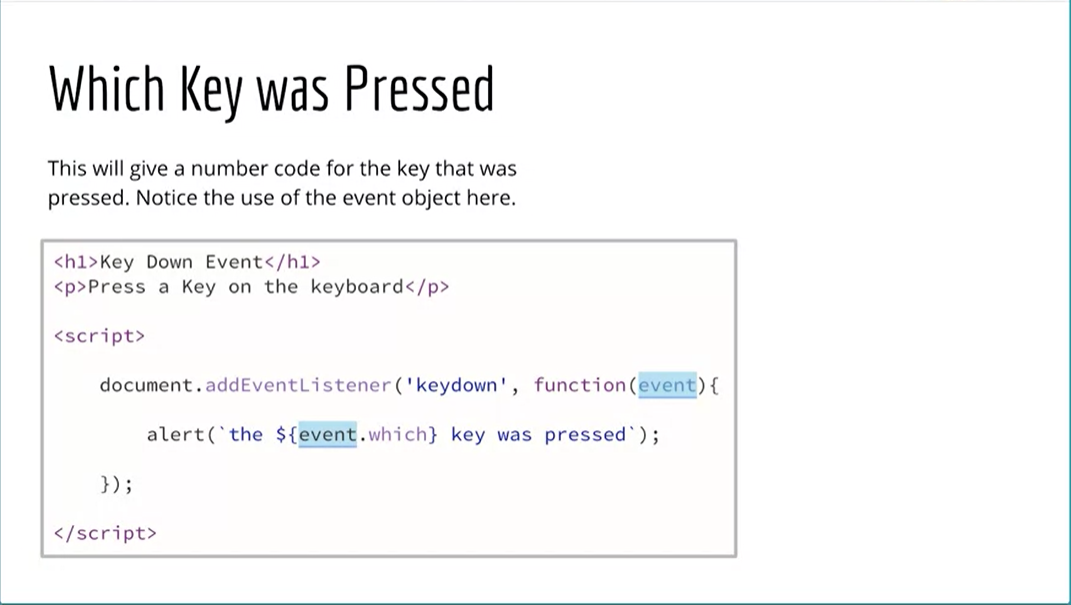 Which Key was Pressed
This will give a number code for the key that was
pressed. Notice the use of the event object here.
<h1>Key Down Event</h1>
<p>Press a Key on the keyboard</p>
<script>
document.addEventListener('keydown', function(event){
alert(`the ${event.which} key was pressed`);
});
</script>